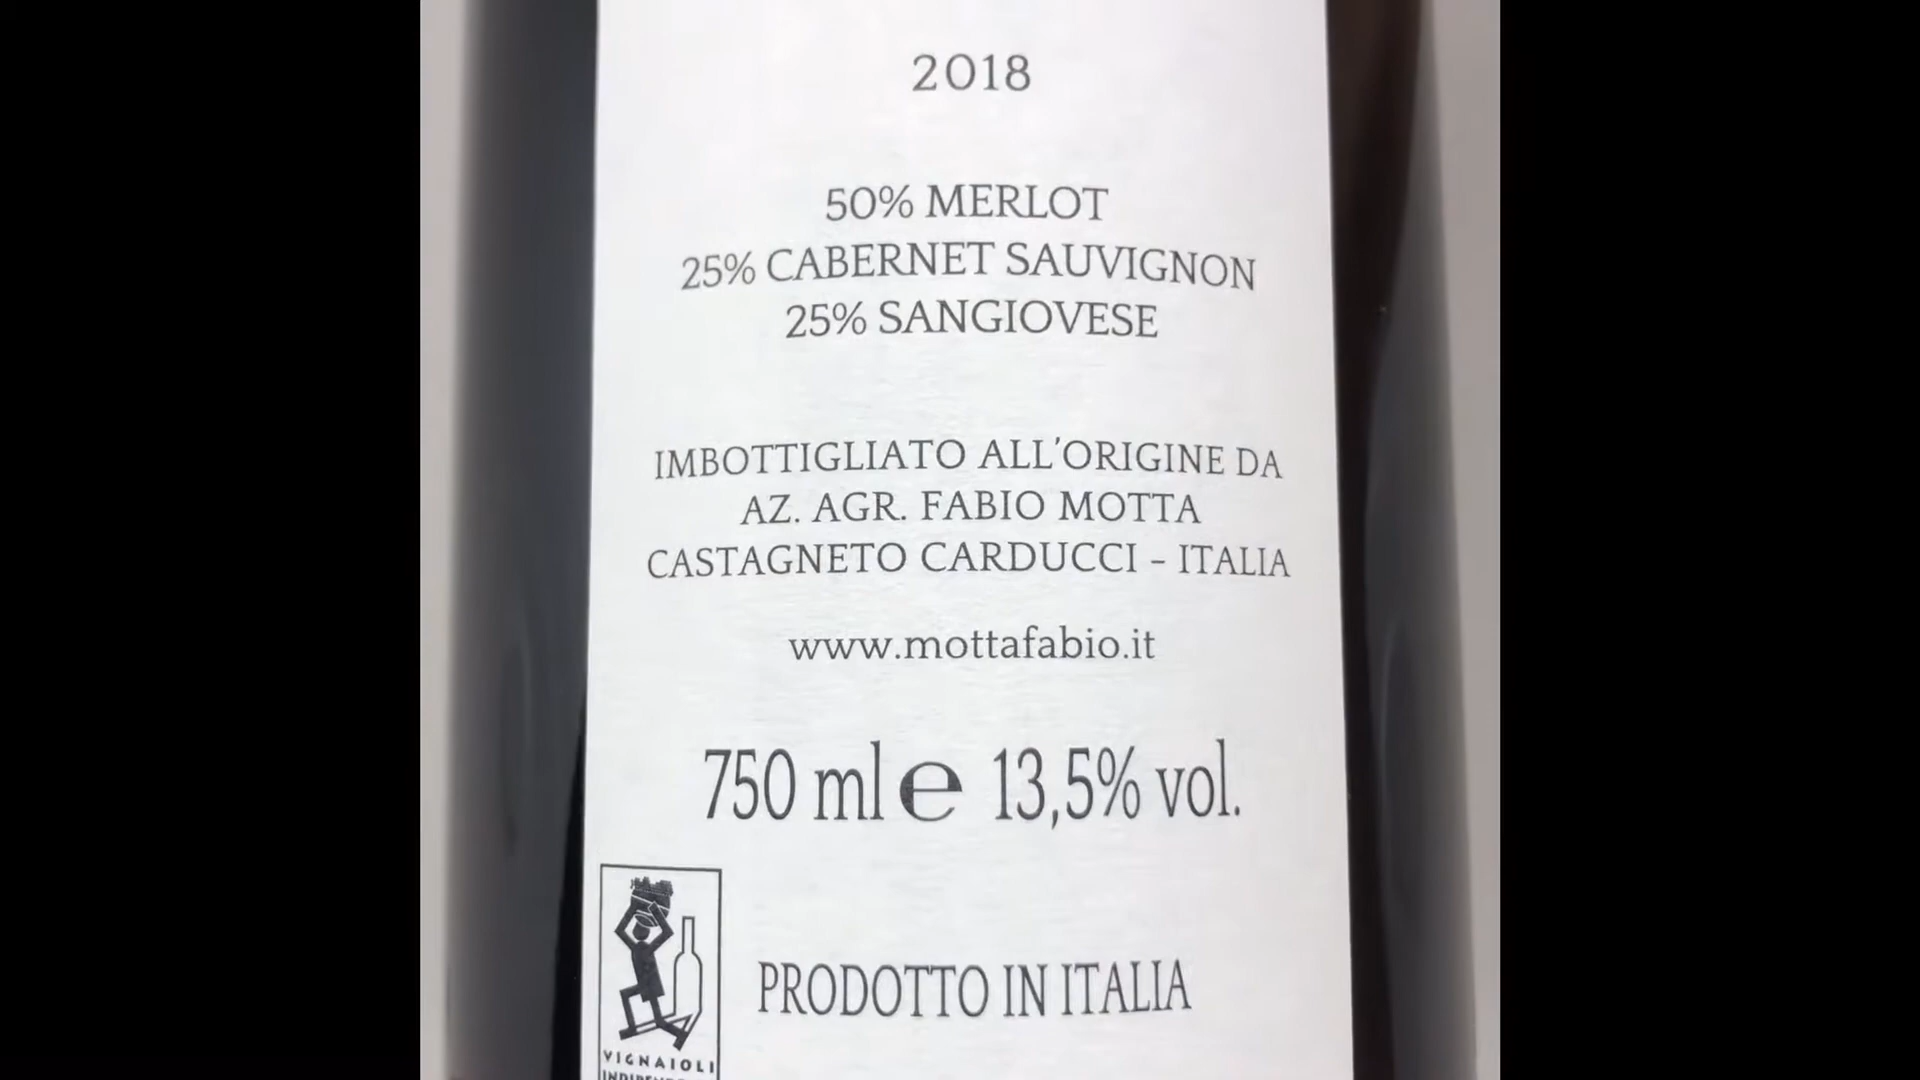 2018
50% MERLOT
25% CABERNET SAUVIGNON
25% SANGIOVESE
IMBOTTIGLIATO ALL'ORIGINE DA
AZ. AGR. FABIO MOTTA
CASTAGNETO CARDUCCI - ITALIA
www.mottafabio.it
750 ml e 13,5% vol.
PRODOTTO IN ITALIA
VIGNAIOLI